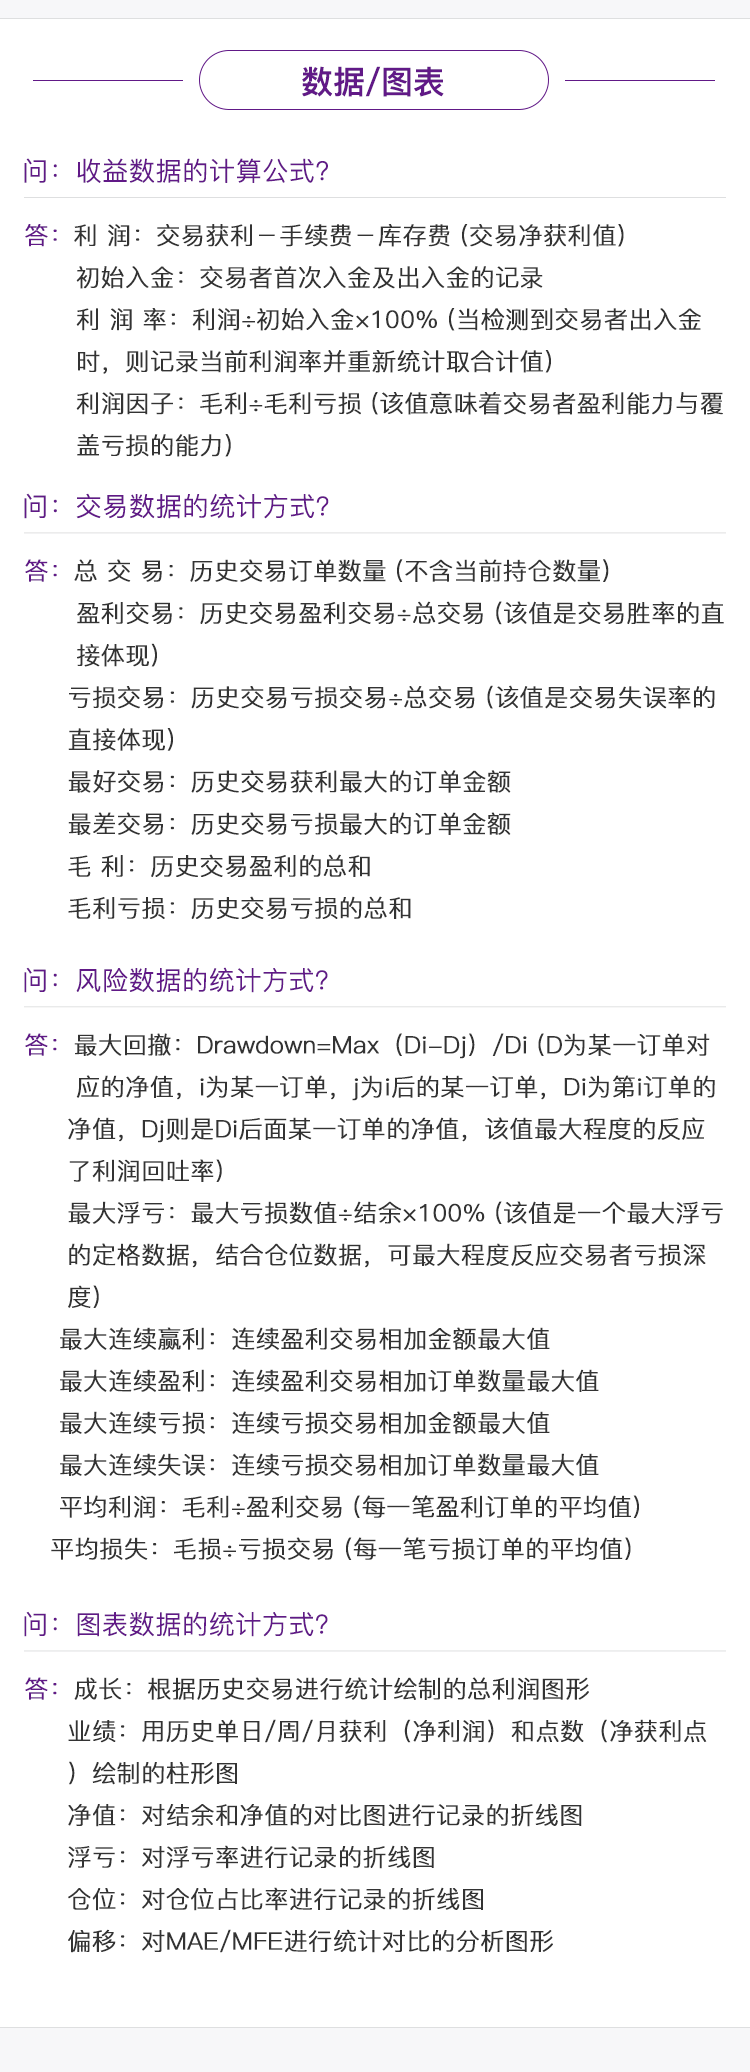 数据/图表
问：收益数据的计算公式？
答：利 润：交易获利－手续费－库存费 (交易净获利值)
初始入金：交易者首次入金及出入金的记录
利 润 率：利润÷初始入金×100% (当检测到交易者出入金
时，则记录当前利润率并重新统计取合计值)
利润因子：毛利÷毛利亏损 (该值意味着交易者盈利能力与覆
盖亏损的能力)
问：交易数据的统计方式？
答：总 交 易：历史交易订单数量 (不含当前持仓数量)
盈利交易：历史交易盈利交易÷总交易 (该值是交易胜率的直
接体现)
亏损交易：历史交易亏损交易÷总交易 (该值是交易失误率的
直接体现)
最好交易：历史交易获利最大的订单金额
最差交易：历史交易亏损最大的订单金额
毛 利：历史交易盈利的总和
毛利亏损：历史交易亏损的总和
问：风险数据的统计方式？
答：最大回撤：Drawdown=Max（Di–Dj）/Di (D为某一订单对
应的净值，i为某一订单，j为i后的某一订单，Di为第i订单的
净值，Dj则是Di后面某一订单的净值，该值最大程度的反应
了利润回吐率)
最大浮亏：最大亏损数值÷结余×100% (该值是一个最大浮亏
的定格数据，结合仓位数据，可最大程度反应交易者亏损深
度)
最大连续赢利：连续盈利交易相加金额最大值
最大连续盈利：连续盈利交易相加订单数量最大值
最大连续亏损：连续亏损交易相加金额最大值
最大连续失误：连续亏损交易相加订单数量最大值
平均利润：毛利÷盈利交易 (每一笔盈利订单的平均值)
平均损失：毛损÷亏损交易 (每一笔亏损订单的平均值)
问：图表数据的统计方式？
答：成长：根据历史交易进行统计绘制的总利润图形
业绩：用历史单日/周/月获利（净利润）和点数（净获利点
）绘制的柱形图
净值：对结余和净值的对比图进行记录的折线图
浮亏：对浮亏率进行记录的折线图
仓位：对仓位占比率进行记录的折线图
偏移：对MAE/MFE进行统计对比的分析图形